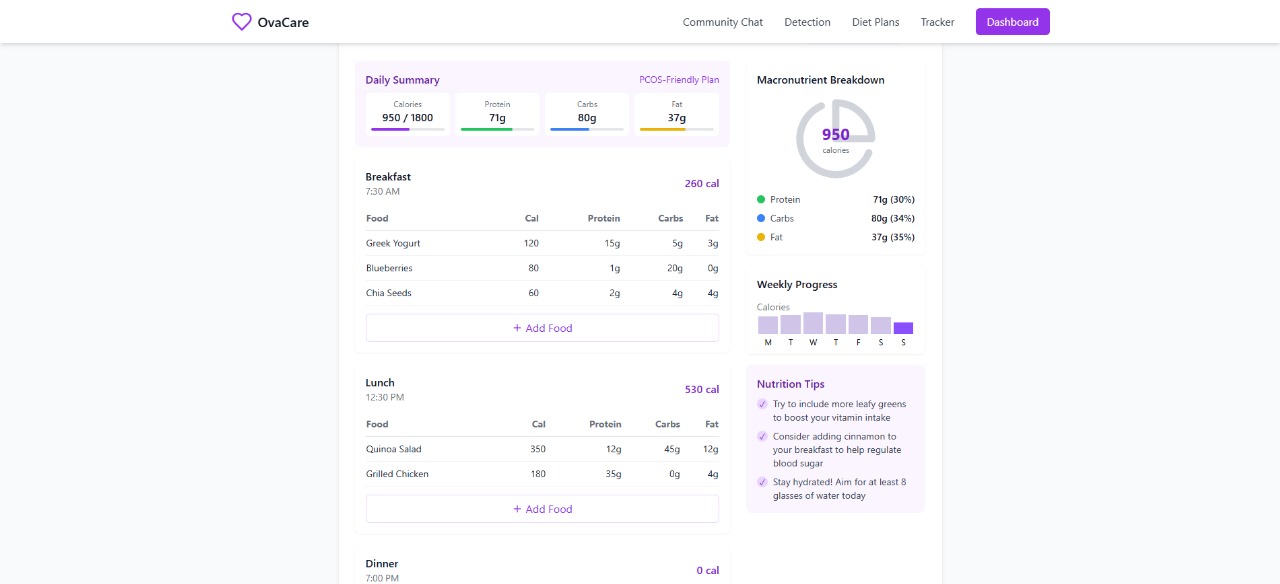 OvaCare
Community Chat Detection Diet Plans Tracker Dashboard
Daily Summary PCOS-Friendly Plan
Calories Protein Carbs Fat
950 / 1800 71g 80g 37g
Breakfast
7:30 AM
260 cal
Food Cal Protein Carbs Fat
Greek Yogurt 120 15g 5g 3g
Blueberries 80 1g 20g 0g
Chia Seeds 60 2g 4g 4g
+ Add Food
Lunch
12:30 PM
530 cal
Food Cal Protein Carbs Fat
Quinoa Salad 350 12g 45g 12g
Grilled Chicken 180 35g 0g 4g
+ Add Food
Dinner
7:00 PM
0 cal
Macronutrient Breakdown
950
calories
Protein 71g (30%)
Carbs 80g (34%)
Fat 37g (35%)
Weekly Progress
Calories
M T W T F S S
Nutrition Tips
✓ Try to include more leafy greens
to boost your vitamin intake
✓ Consider adding cinnamon to
your breakfast to help regulate
blood sugar
✓ Stay hydrated! Aim for at least 8
glasses of water today